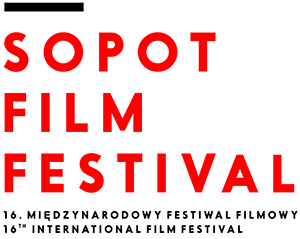 SOPOT
FILM
FESTIVAL
16. MIĘDZYNARODOWY FESTIWAL FILMOWY
16TH INTERNATIONAL FILM FESTIVAL